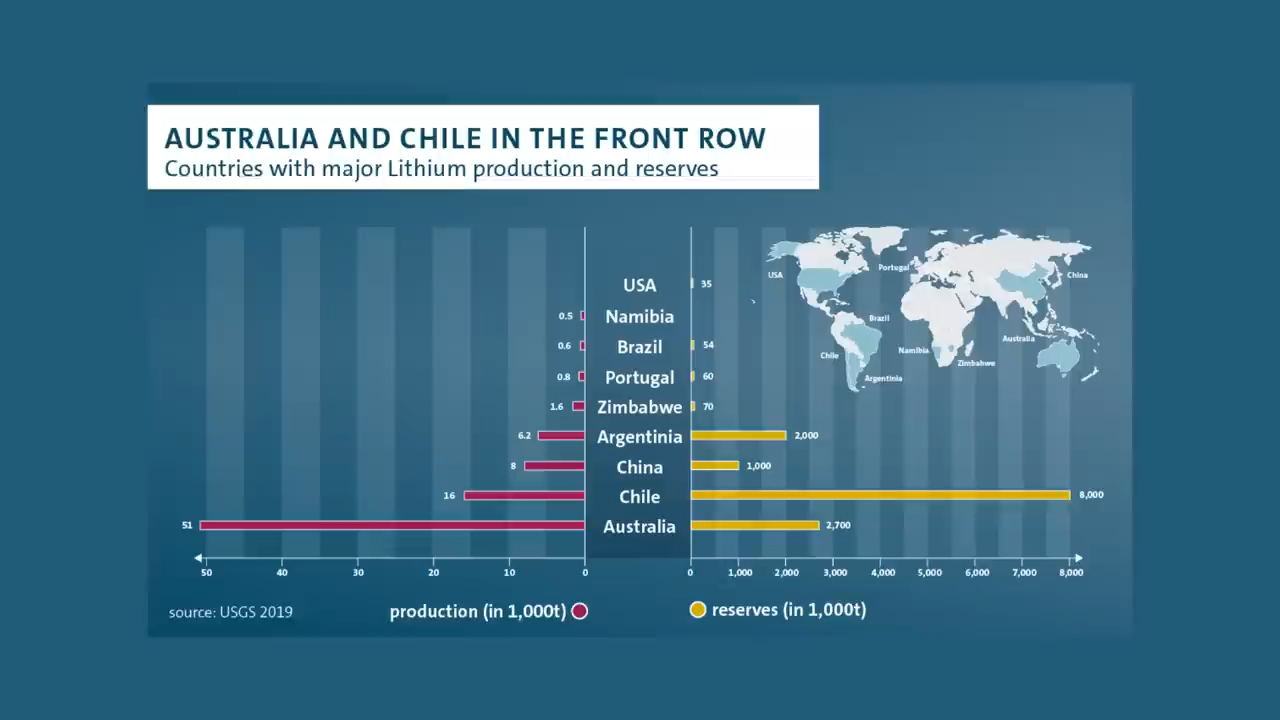 AUSTRALIA AND CHILE IN THE FRONT ROW
Countries with major Lithium production and reserves
USA 35
0.5 Namibia
0.6 Brazil 54
0.8 Portugal 60
1.6 Zimbabwe 70
6.2 Argentinia 2,000
8 China 1,000
16 Chile 8,000
51 Australia 2,700
50 40 30 20 10 0
0 1,000 2,000 3,000 4,000 5,000 6,000 7,000 8,000
source: USGS 2019
production (in 1,000t)
reserves (in 1,000t)
USA
Portugal
China
Brazil
Chile
Namibia
Australia
Zimbabwe
Argentinia